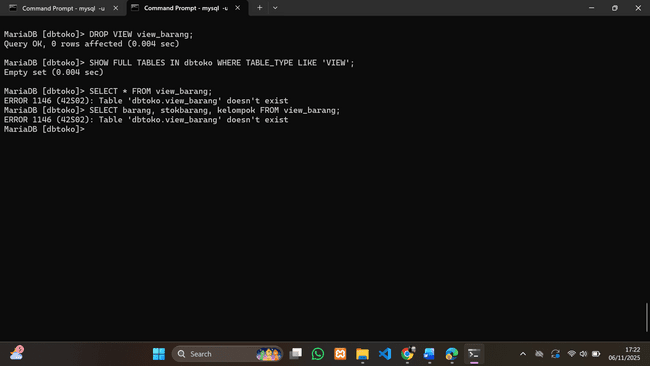 Command Prompt - mysql -u
Command Prompt - mysql -u
MariaDB [dbtoko]> DROP VIEW view_barang;
Query OK, 0 rows affected (0.004 sec)
MariaDB [dbtoko]> SHOW FULL TABLES IN dbtoko WHERE TABLE_TYPE LIKE 'VIEW';
Empty set (0.004 sec)
MariaDB [dbtoko]> SELECT * FROM view_barang;
ERROR 1146 (42S02): Table 'dbtoko.view_barang' doesn't exist
MariaDB [dbtoko]> SELECT barang, stokbarang, kelompok FROM view_barang;
ERROR 1146 (42S02): Table 'dbtoko.view_barang' doesn't exist
MariaDB [dbtoko]>
Search
17:22
06/11/2025